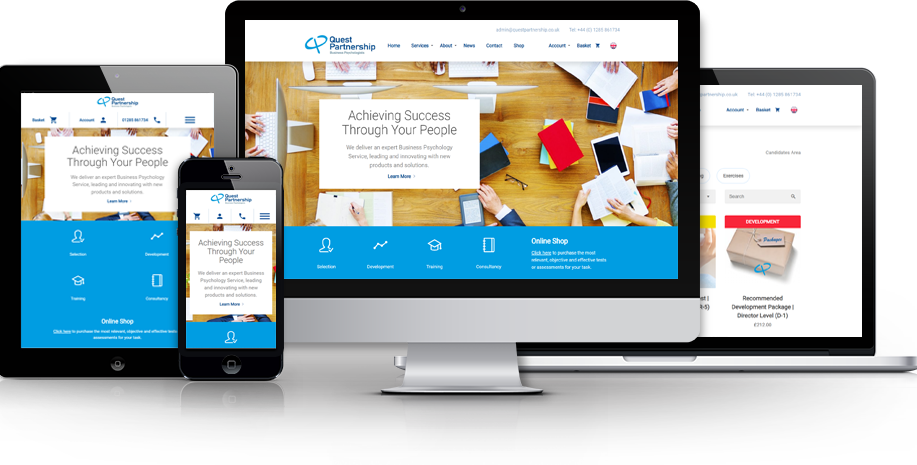 admin@questpartnership.co.uk Tel: +44 (0) 1285 861734
Quest
Partnership
Business Psychologists
Home Services About News Contact Shop Account Basket
Achieving Success
Through Your People
We deliver an expert Business Psychology
Service, leading and innovating with new
products and solutions.
Learn More
Selection Development Training Consultancy
Online Shop
Click here to purchase the most
relevant, objective and effective tests
or assessments for your task.
Quest
Partnership
Basket Account 01285 861734
Achieving Success
Through Your People
We deliver an expert Business Psychology
Service, leading and innovating with new
products and solutions.
Learn More
Selection Development
Training Consultancy
Online Shop
Click here to purchase the most relevant, objective and effective tests
or assessments for your task.
Quest
Partnership
Achieving Success
Through Your
People
We deliver an expert Business
Psychology Service, leading and
innovating with new products and
solutions.
Learn More
partnership.co.uk Tel: +44 (0) 1285 861734
Account Basket
Candidates Area
Exercises
Search
DEVELOPMENT
Recommended
Development Package |
Director Level (D-1)
£212.00